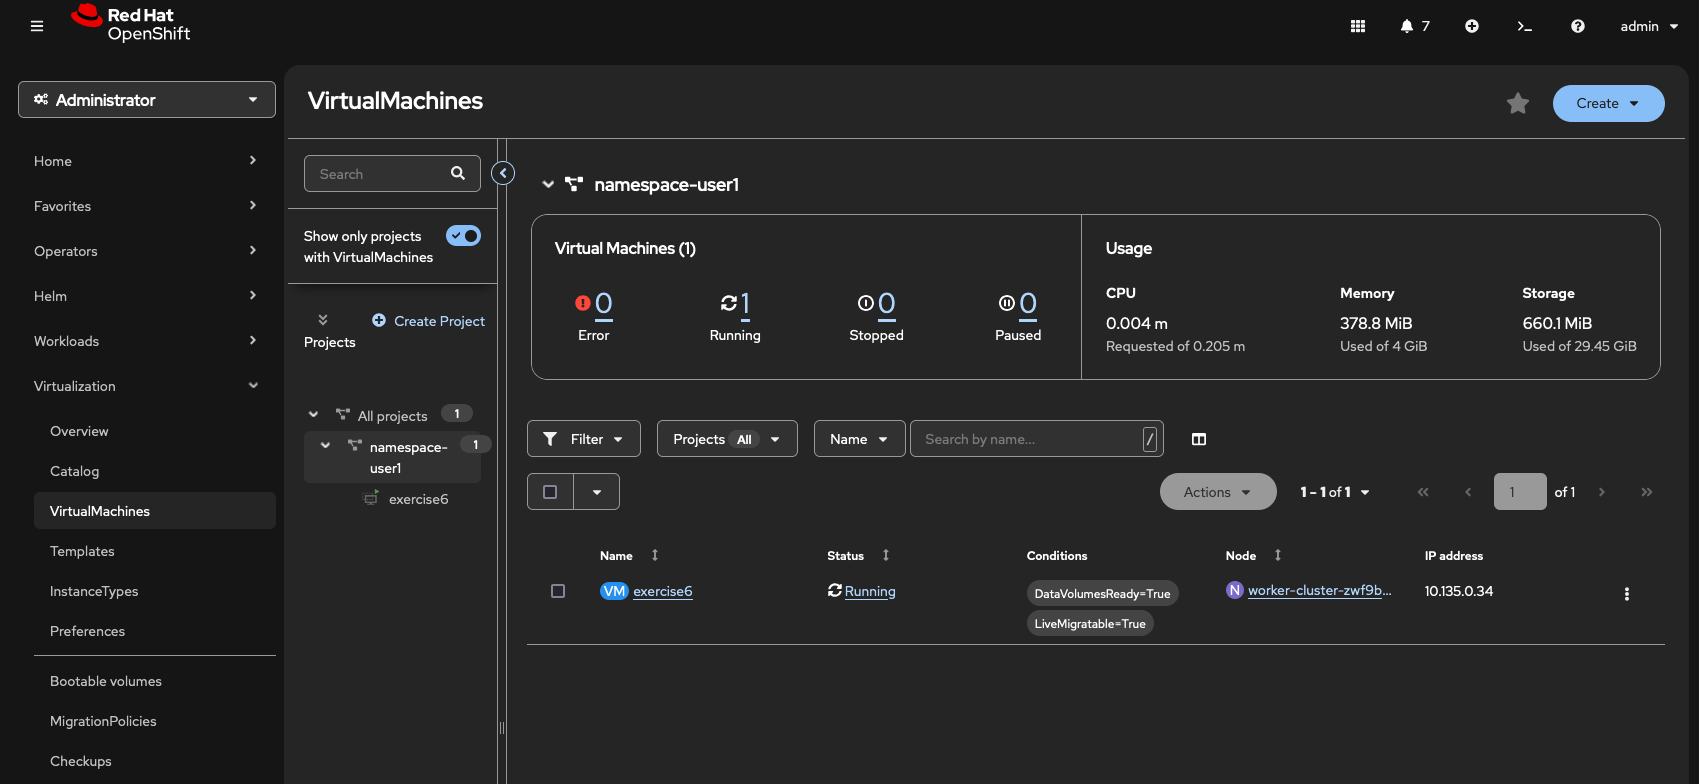 Red Hat
OpenShift
7
admin
Administrator
Home
Favorites
Operators
Helm
Workloads
Virtualization
Overview
Catalog
VirtualMachines
Templates
InstanceTypes
Preferences
Bootable volumes
MigrationPolicies
Checkups
VirtualMachines
Create
Search
Show only projects
with VirtualMachines
Create Project
Projects
All projects 1
namespace- 1
user1
exercise6
namespace-user1
Virtual Machines (1)
0
Error
1
Running
0
Stopped
0
Paused
Usage
CPU
0.004 m
Requested of 0.205 m
Memory
378.8 MiB
Used of 4 GiB
Storage
660.1 MiB
Used of 29.45 GiB
Filter Projects All Name Search by name... /
Actions 1 - 1 of 1 1 of 1
Name Status Conditions Node IP address
VM exercise6 Running DataVolumesReady=True N worker-cluster-zwf9b... 10.135.0.34
LiveMigratable=True